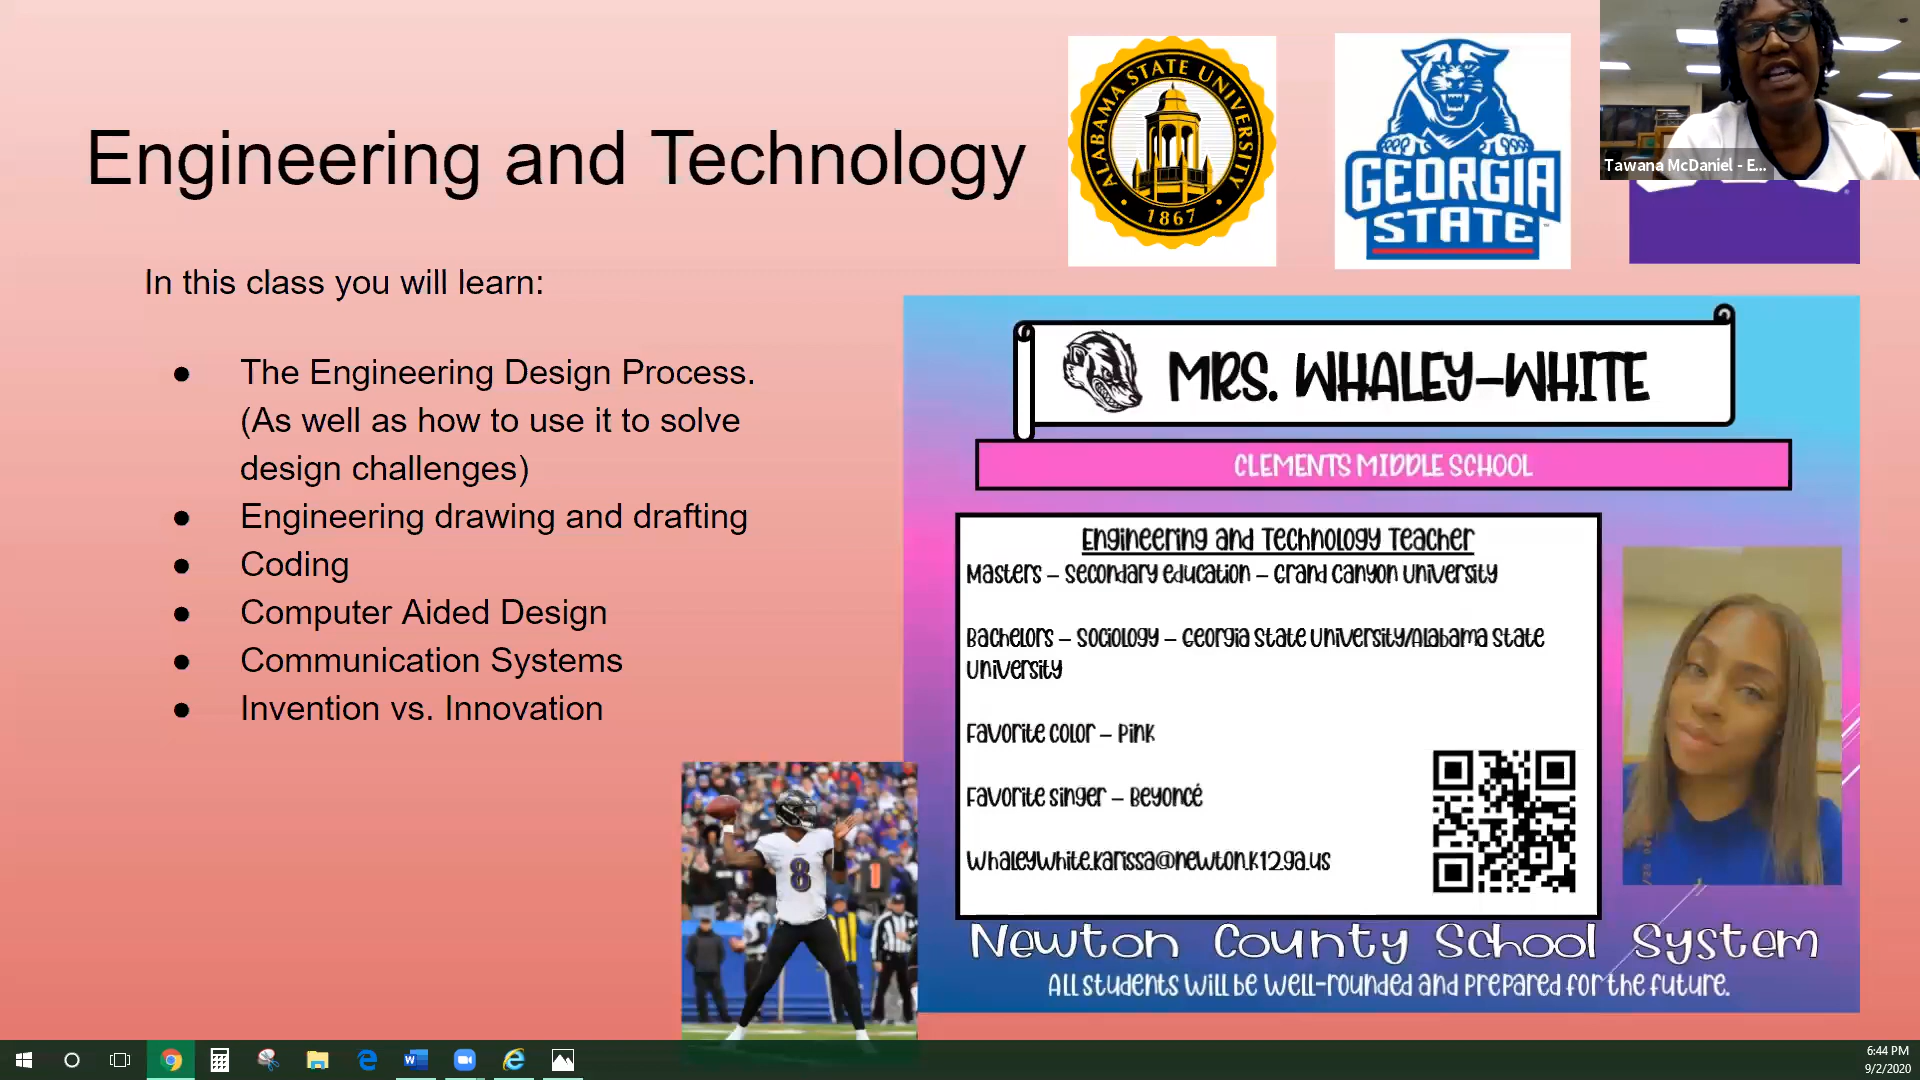 Engineering and Technology
In this class you will learn:
● The Engineering Design Process.
(As well as how to use it to solve
design challenges)
● Engineering drawing and drafting
● Coding
● Computer Aided Design
● Communication Systems
● Invention vs. Innovation
ALABAMA STATE UNIVERSITY
• 1867 •
GEORGIA
STATE
TM
Tawana McDaniel - E...
MRS. WHALEY-WHITE
CLEMENTS MIDDLE SCHOOL
Engineering and Technology Teacher
Masters – Secondary Education – Grand Canyon University
Bachelors – Sociology – Georgia State University/Alabama State
University
Favorite color – Pink
Favorite singer – Beyoncé
whaleywhite.karissa@newton.k12.ga.us
Newton County School System
All students will be well-rounded and prepared for the future.
8
1
6:44 PM
9/2/2020